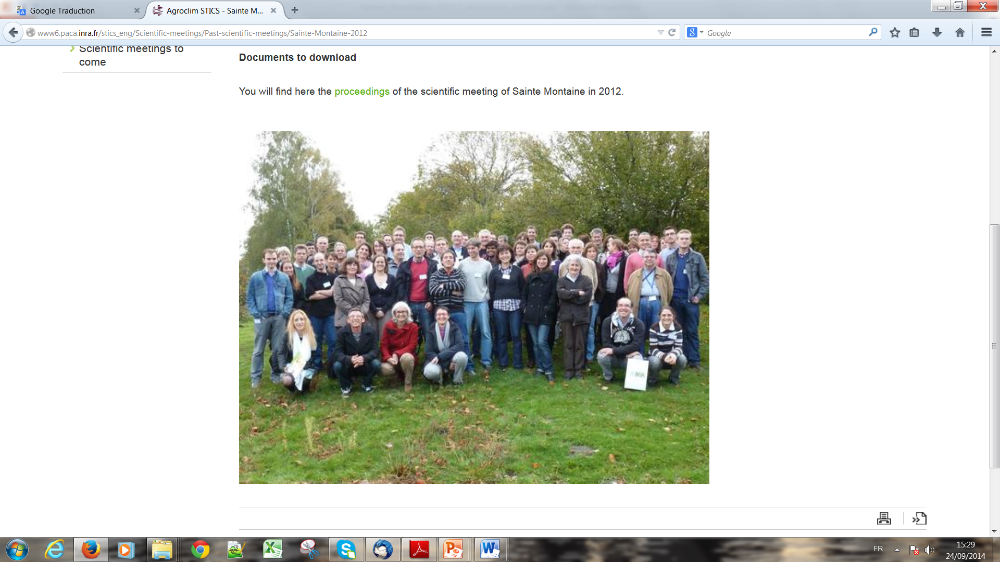 Google Traduction
Agroclim STICS - Sainte M...
www6.paca.inra.fr/stics_eng/Scientific-meetings/Past-scientific-meetings/Sainte-Montaine-2012
Google
Scientific meetings to
come
Documents to download
You will find here the proceedings of the scientific meeting of Sainte Montaine in 2012.
INRA
FR
15:29
24/09/2014